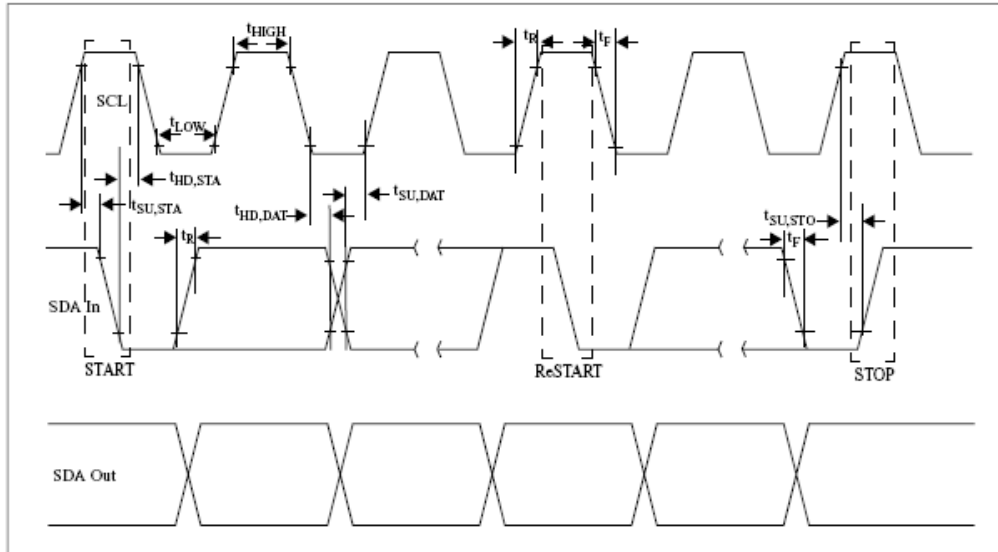 tHIGH
tR
tF
SCL
tLOW
tHD,STA
tSU,DAT
tSU,STA
tHD,DAT
tSU,STO
tR
tF
SDA In
START
ReSTART
STOP
SDA Out